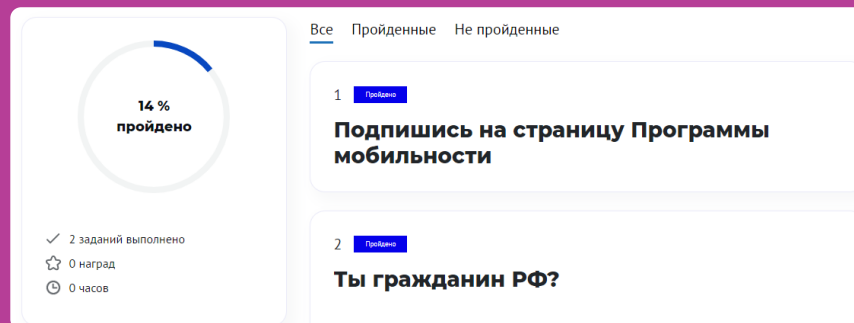 14 %
пройдено
2 заданий выполнено
0 наград
0 часов
Все Пройденные Не пройденные
1 Пройдено
Подпишись на страницу Программы
мобильности
2 Пройдено
Ты гражданин РФ?